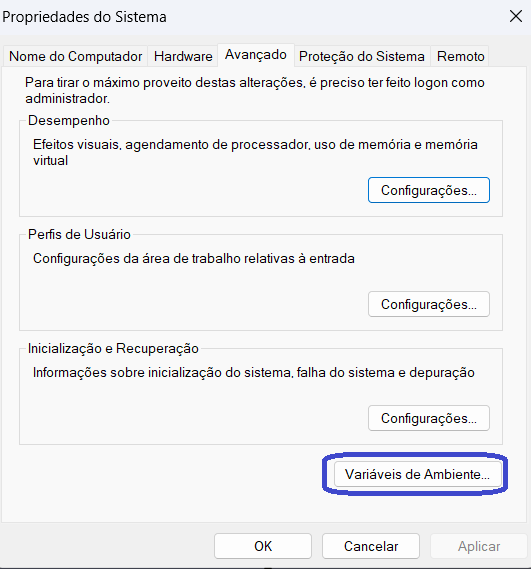 Propriedades do Sistema
Nome do Computador Hardware Avançado Proteção do Sistema Remoto
Para tirar o máximo proveito destas alterações, é preciso ter feito logon como
administrador.
Desempenho
Efeitos visuais, agendamento de processador, uso de memória e memória
virtual
Configurações...
Perfis de Usuário
Configurações da área de trabalho relativas à entrada
Configurações...
Inicialização e Recuperação
Informações sobre inicialização do sistema, falha do sistema e depuração
Configurações...
Variáveis de Ambiente...
OK Cancelar Aplicar